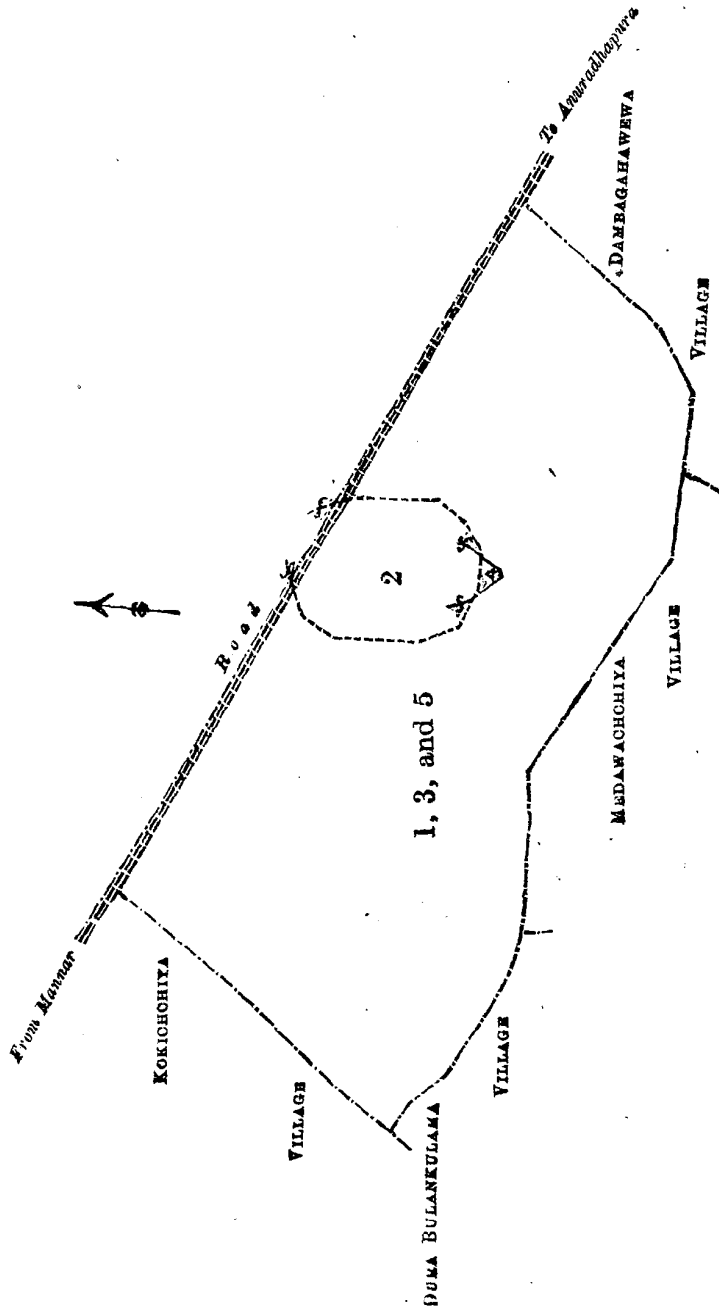 From Mannar
Road
To Anuradhapura
KOKICHCHIYA
VILLAGE
2
1, 3, and 5
DAMBAGAHAWEWA
VILLAGE
BULANKULAMA
VILLAGE
MEDAWACHCHIYA
VILLAGE